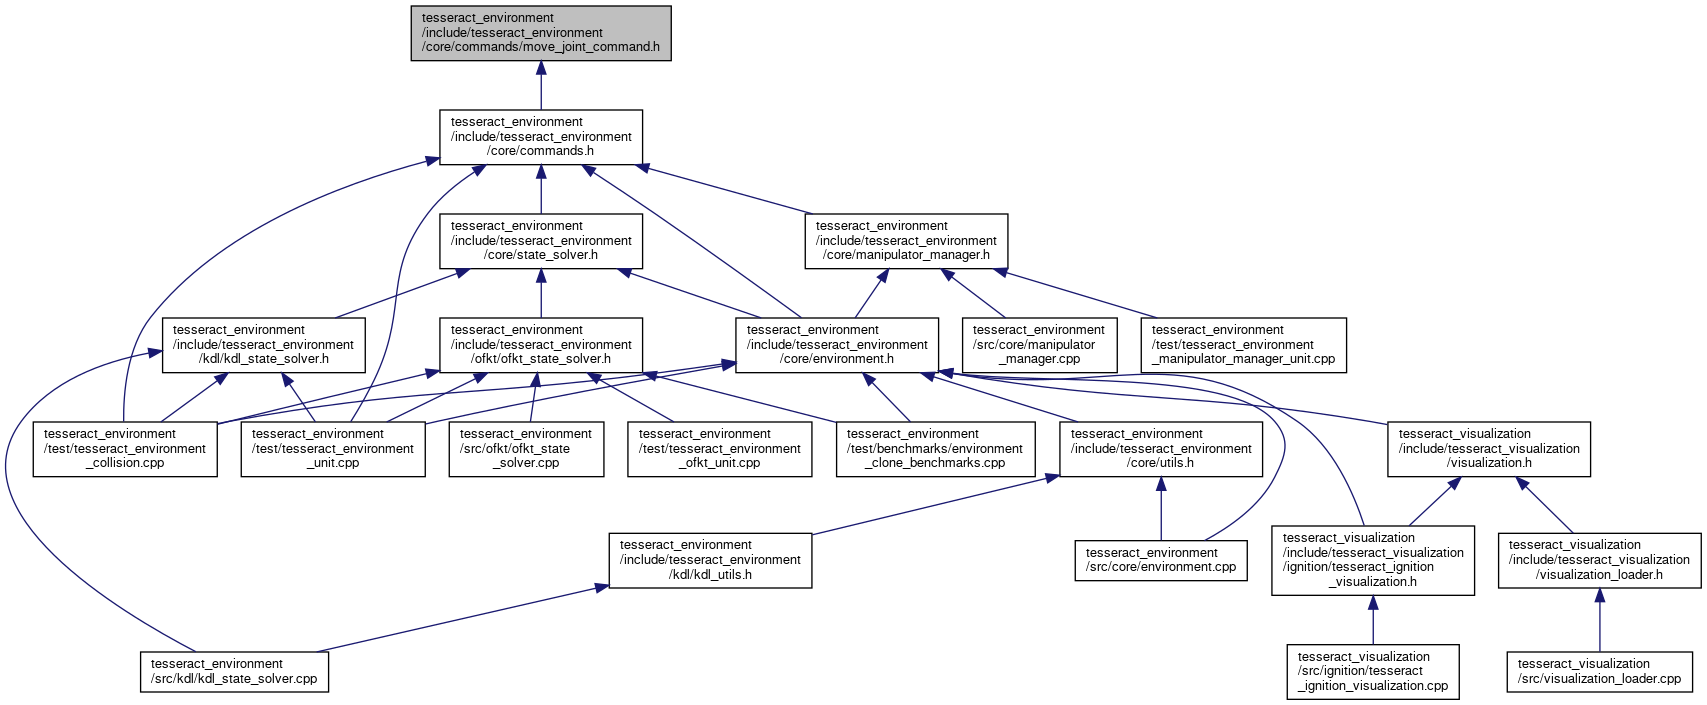 tesseract_environment
/include/tesseract_environment
/core/commands/move_joint_command.h
tesseract_environment
/include/tesseract_environment
/core/commands.h
tesseract_environment
/include/tesseract_environment
/core/state_solver.h
tesseract_environment
/include/tesseract_environment
/core/manipulator_manager.h
tesseract_environment
/include/tesseract_environment
/kdl/kdl_state_solver.h
tesseract_environment
/include/tesseract_environment
/ofkt/ofkt_state_solver.h
tesseract_environment
/include/tesseract_environment
/core/environment.h
tesseract_environment
/src/core/manipulator
_manager.cpp
tesseract_environment
/test/tesseract_environment
_manipulator_manager_unit.cpp
tesseract_environment
/test/tesseract_environment
_collision.cpp
tesseract_environment
/test/tesseract_environment
_unit.cpp
tesseract_environment
/src/ofkt/ofkt_state
_solver.cpp
tesseract_environment
/test/tesseract_environment
_ofkt_unit.cpp
tesseract_environment
/test/benchmarks/environment
_clone_benchmarks.cpp
tesseract_environment
/include/tesseract_environment
/core/utils.h
tesseract_visualization
/include/tesseract_visualization
/visualization.h
tesseract_environment
/include/tesseract_environment
/kdl/kdl_utils.h
tesseract_environment
/src/core/environment.cpp
tesseract_visualization
/include/tesseract_visualization
/ignition/tesseract_ignition
_visualization.h
tesseract_visualization
/include/tesseract_visualization
/visualization_loader.h
tesseract_environment
/src/kdl/kdl_state_solver.cpp
tesseract_visualization
/src/ignition/tesseract
_ignition_visualization.cpp
tesseract_visualization
/src/visualization_loader.cpp